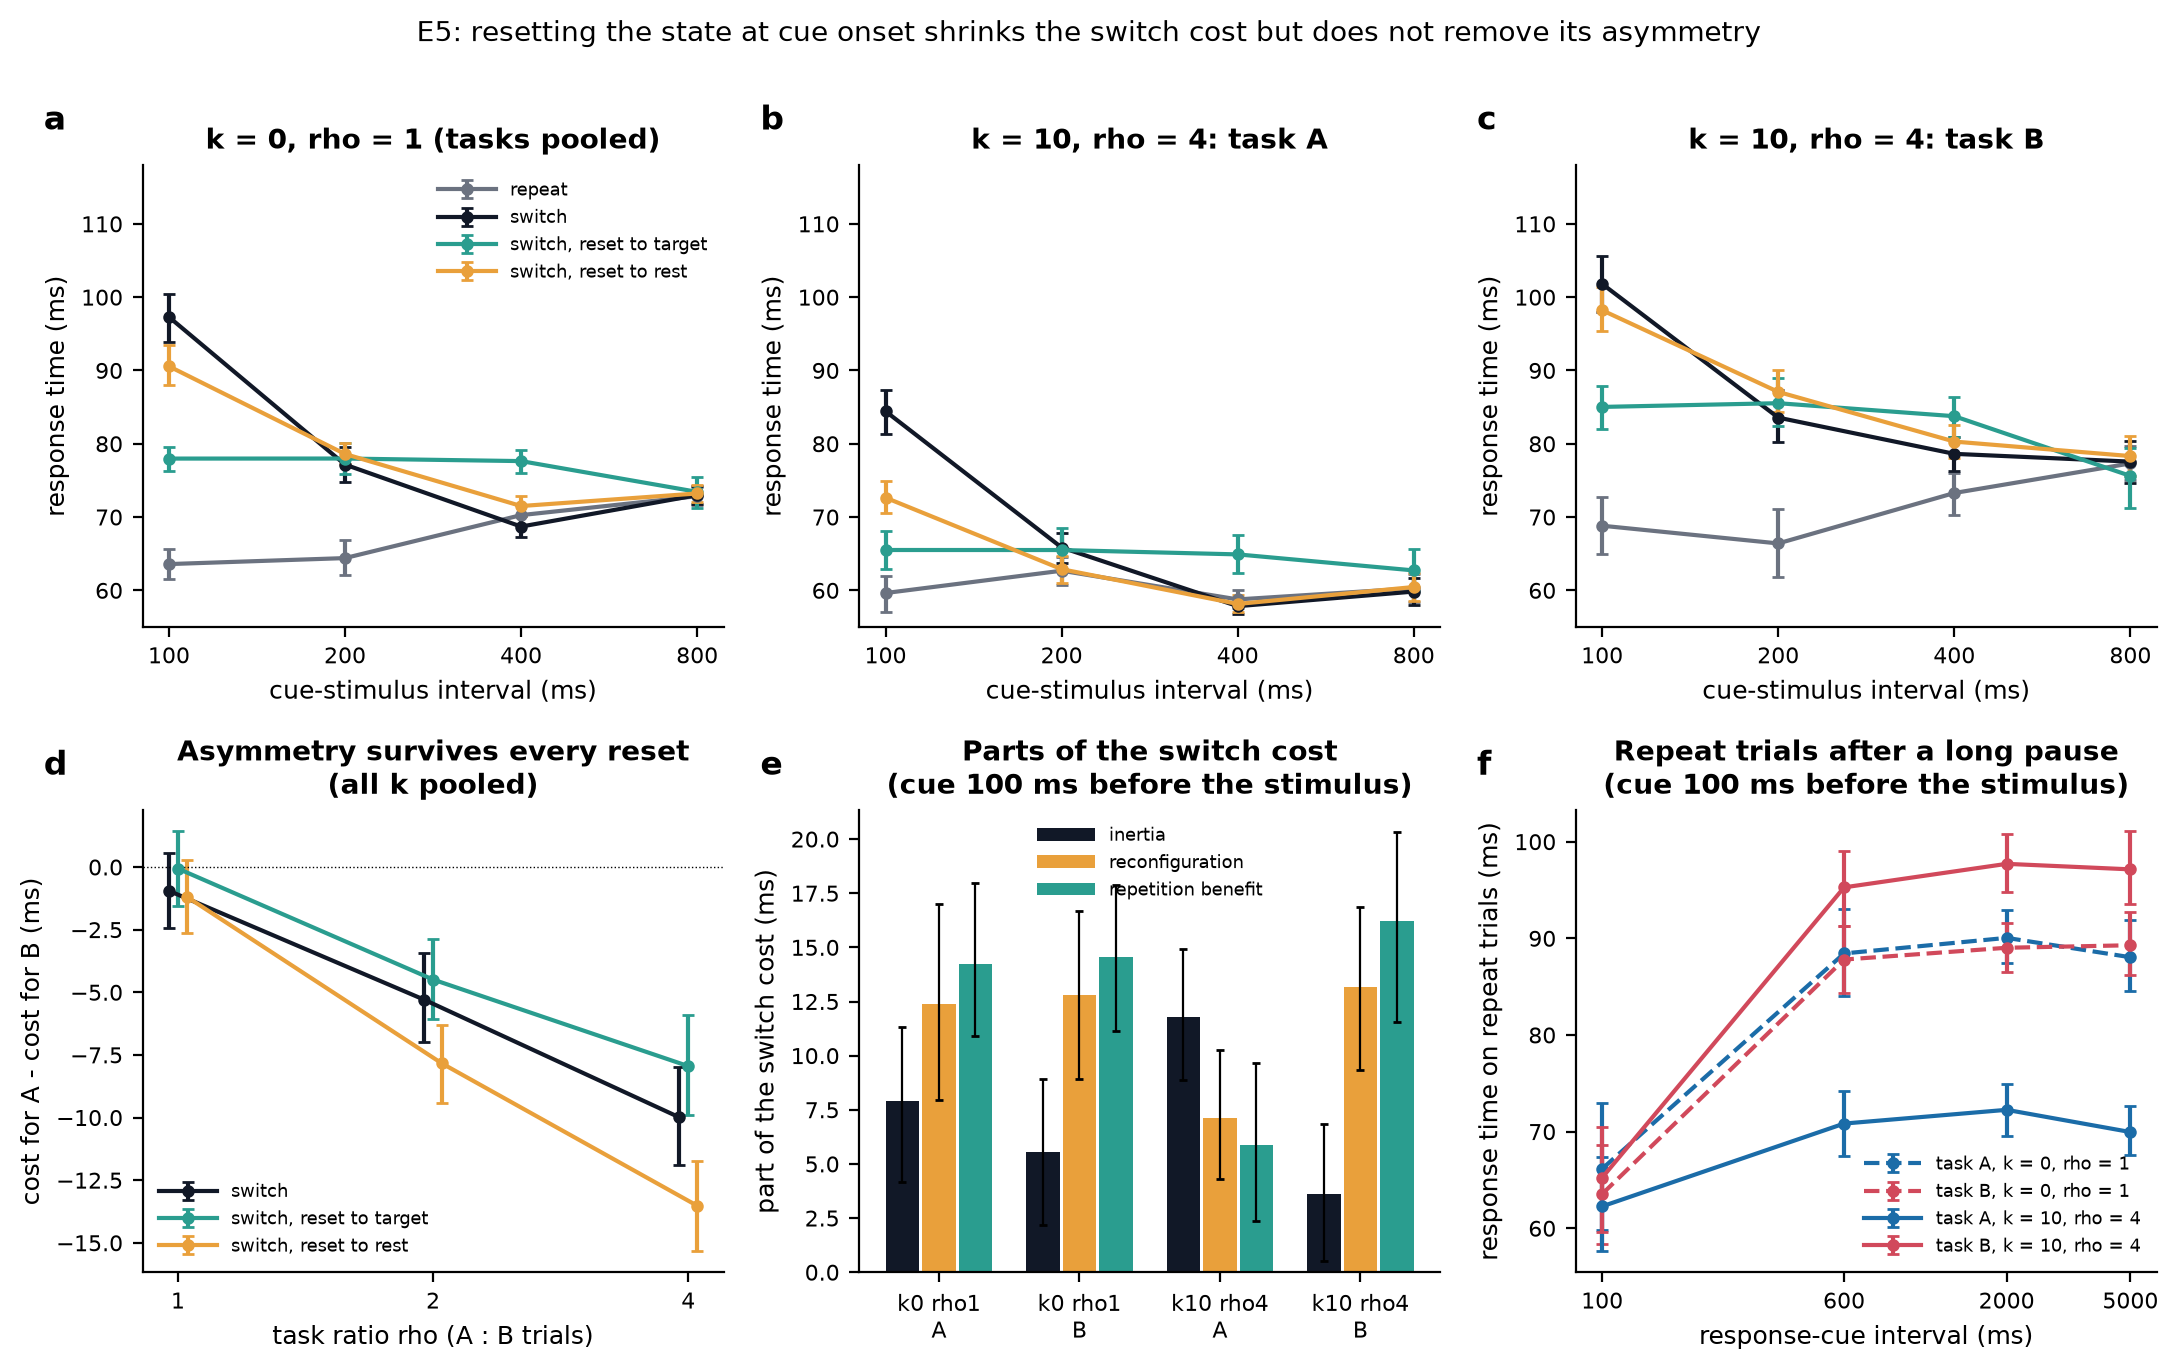 E5: resetting the state at cue onset shrinks the switch cost but does not remove its asymmetry
a
k = 0, rho = 1 (tasks pooled)
response time (ms)
110
100
90
80
70
60
repeat
switch
switch, reset to target
switch, reset to rest
100 200 400 800
cue-stimulus interval (ms)
b
k = 10, rho = 4: task A
response time (ms)
110
100
90
80
70
60
100 200 400 800
cue-stimulus interval (ms)
c
k = 10, rho = 4: task B
response time (ms)
110
100
90
80
70
60
100 200 400 800
cue-stimulus interval (ms)
d
Asymmetry survives every reset
(all k pooled)
cost for A - cost for B (ms)
0.0
−2.5
−5.0
−7.5
−10.0
−12.5
−15.0
switch
switch, reset to target
switch, reset to rest
1 2 4
task ratio rho (A : B trials)
e
Parts of the switch cost
(cue 100 ms before the stimulus)
part of the switch cost (ms)
20.0
17.5
15.0
12.5
10.0
7.5
5.0
2.5
0.0
inertia
reconfiguration
repetition benefit
k0 rho1
A
k0 rho1
B
k10 rho4
A
k10 rho4
B
f
Repeat trials after a long pause
(cue 100 ms before the stimulus)
response time on repeat trials (ms)
100
90
80
70
60
task A, k = 0, rho = 1
task B, k = 0, rho = 1
task A, k = 10, rho = 4
task B, k = 10, rho = 4
100 600 2000 5000
response-cue interval (ms)